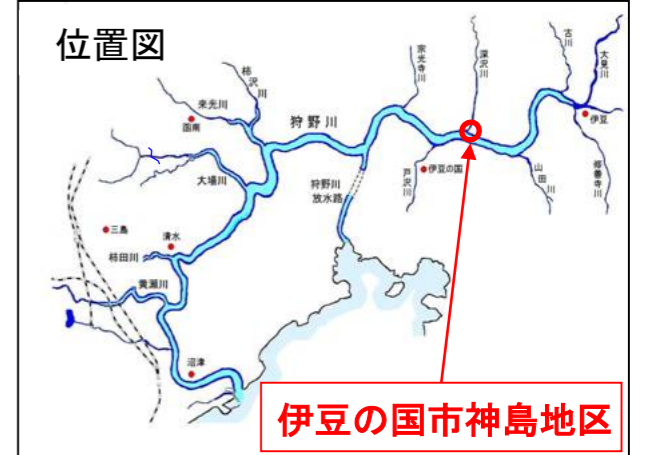 位置図
柿沢川
来光川
函南
狩野川
宗光寺川
深沢川
古川
大見川
伊豆
修善寺川
山田川
伊豆の国
戸沢川
狩野川
放水路
大場川
三島
清水
柿田川
黄瀬川
沼津
伊豆の国市神島地区